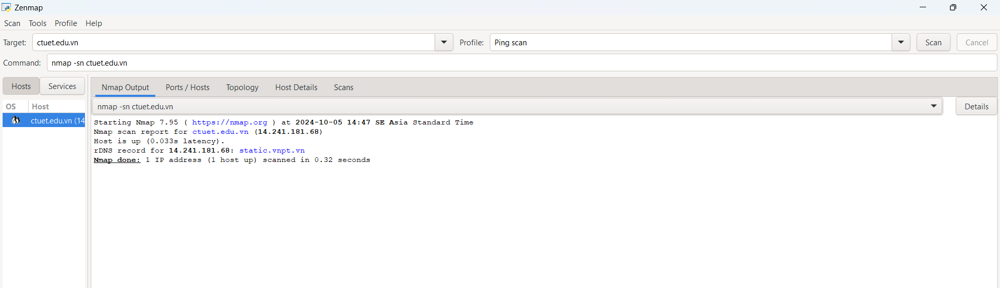 Zenmap
Scan Tools Profile Help
Target: ctuet.edu.vn Profile: Ping scan Scan Cancel
Command: nmap -sn ctuet.edu.vn
Hosts Services Nmap Output Ports / Hosts Topology Host Details Scans
OS Host nmap -sn ctuet.edu.vn Details
ctuet.edu.vn (14
Starting Nmap 7.95 ( https://nmap.org ) at 2024-10-05 14:47 SE Asia Standard Time
Nmap scan report for ctuet.edu.vn (14.241.181.68)
Host is up (0.033s latency).
rDNS record for 14.241.181.68: static.vnpt.vn
Nmap done: 1 IP address (1 host up) scanned in 0.32 seconds